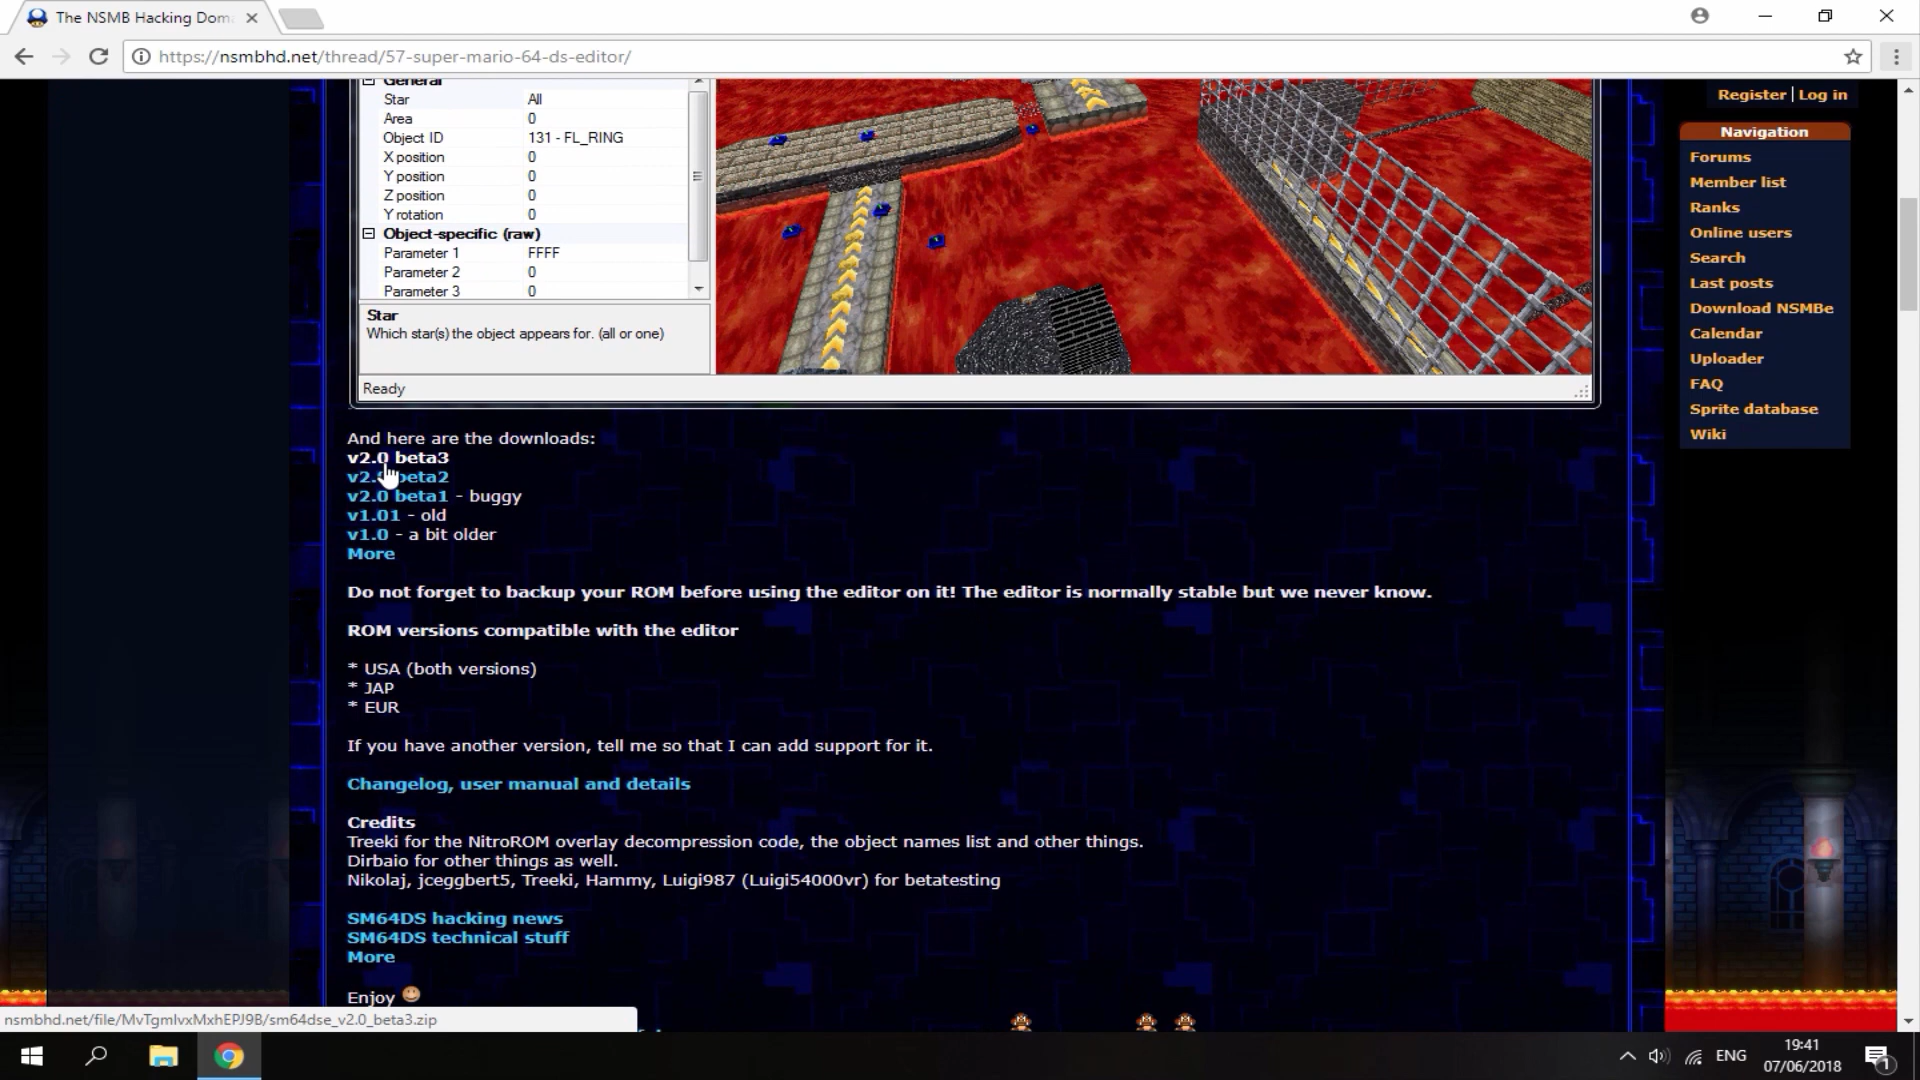 The NSMB Hacking Dom
https://nsmbhd.net/thread/57-super-mario-64-ds-editor/
General
Star All
Area 0
Object ID 131 - FL_RING
X position 0
Y position 0
Z position 0
Y rotation 0
Object-specific (raw)
Parameter 1 FFFF
Parameter 2 0
Parameter 3 0
Star
Which star(s) the object appears for. (all or one)
Ready
Register | Log in
Navigation
Forums
Member list
Ranks
Online users
Search
Last posts
Download NSMBe
Calendar
Uploader
FAQ
Sprite database
Wiki
And here are the downloads:
v2.0 beta3
v2.0 beta2
v2.0 beta1 - buggy
v1.01 - old
v1.0 - a bit older
More
Do not forget to backup your ROM before using the editor on it! The editor is normally stable but we never know.
ROM versions compatible with the editor
* USA (both versions)
* JAP
* EUR
If you have another version, tell me so that I can add support for it.
Changelog, user manual and details
Credits
Treeki for the NitroROM overlay decompression code, the object names list and other things.
Dirbaio for other things as well.
Nikolaj, jceggbert5, Treeki, Hammy, Luigi987 (Luigi54000vr) for betatesting
SM64DS hacking news
SM64DS technical stuff
More
Enjoy
nsmbhd.net/file/MvTgmlvxMxhEPJ9B/sm64dse_v2.0_beta3.zip
ENG
19:41
07/06/2018
1